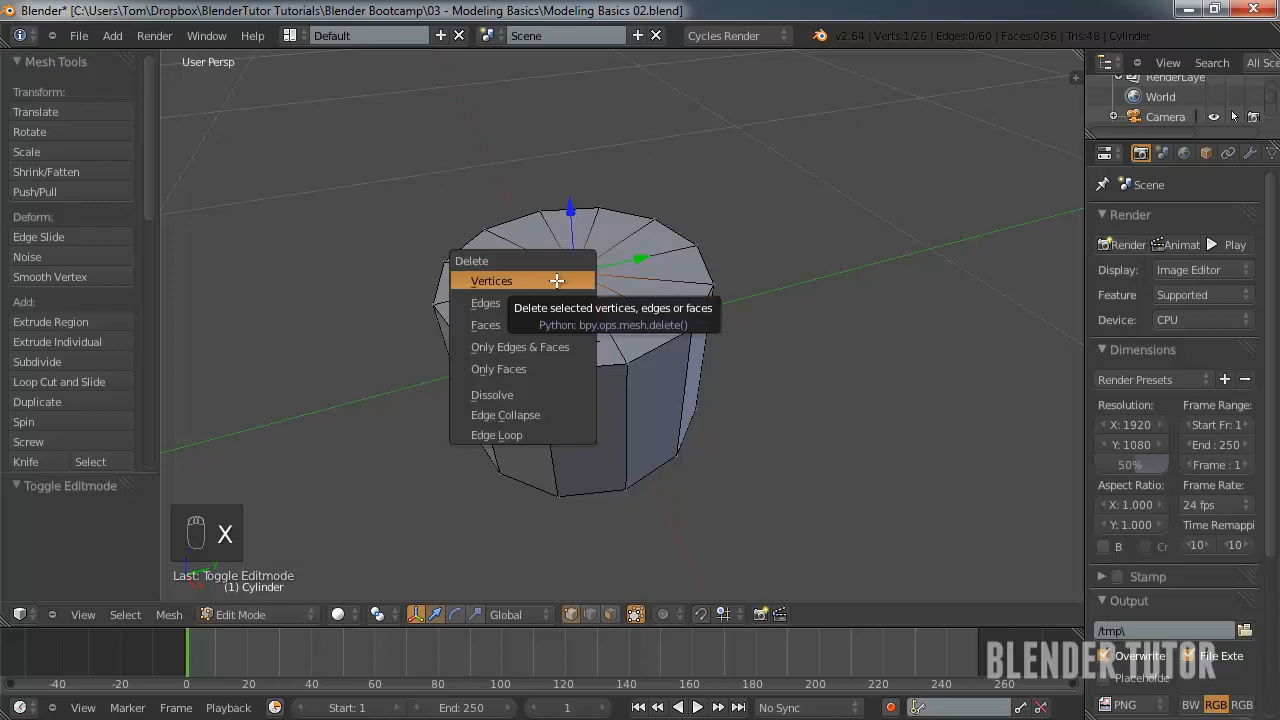 Blender* [C:\Users\Tom\Dropbox\BlenderTutor Tutorials\Blender Bootcamp\03 - Modeling Basics\Modeling Basics 02.blend]
File Add Render Window Help Default Scene Cycles Render v2.64 | Verts:1/26 | Edges:0/60 | Faces:0/36 | Tris:48 | Cylinder
Mesh Tools
Transform:
Translate
Rotate
Scale
Shrink/Fatten
Push/Pull
Deform:
Edge Slide
Noise
Smooth Vertex
Add:
Extrude Region
Extrude Individual
Subdivide
Loop Cut and Slide
Duplicate
Spin
Screw
Knife Select
Toggle Editmode
User Persp
Delete
Vertices
Edges
Faces
Only Edges & Faces
Only Faces
Dissolve
Edge Collapse
Edge Loop
Delete selected vertices, edges or faces
Python: bpy.ops.mesh.delete()
X
Last: Toggle Editmode
(1) Cylinder
View Select Mesh Edit Mode Global
View Search All Sce
RenderLaye
World
Camera
Scene
Render
Render Animat Play
Display: Image Editor
Feature Supported
Device: CPU
Dimensions
Render Presets
Resolution: Frame Range:
X: 1920 Start Fr: 1
Y: 1080 End : 250
50% Frame : 1
Aspect Ratio: Frame Rate:
X: 1.000 24 fps
Y: 1.000 Time Remappi
B Cr 10 10
Stamp
Output
/tmp\
Overwrite File Exte
Placeholde
PNG BW RGB RGB
BLENDER TUTOR
-40 -20 0 20 40 60 80 100 120 140 160 180 200 220 240 260
View Marker Frame Playback Start: 1 End: 250 1 No Sync